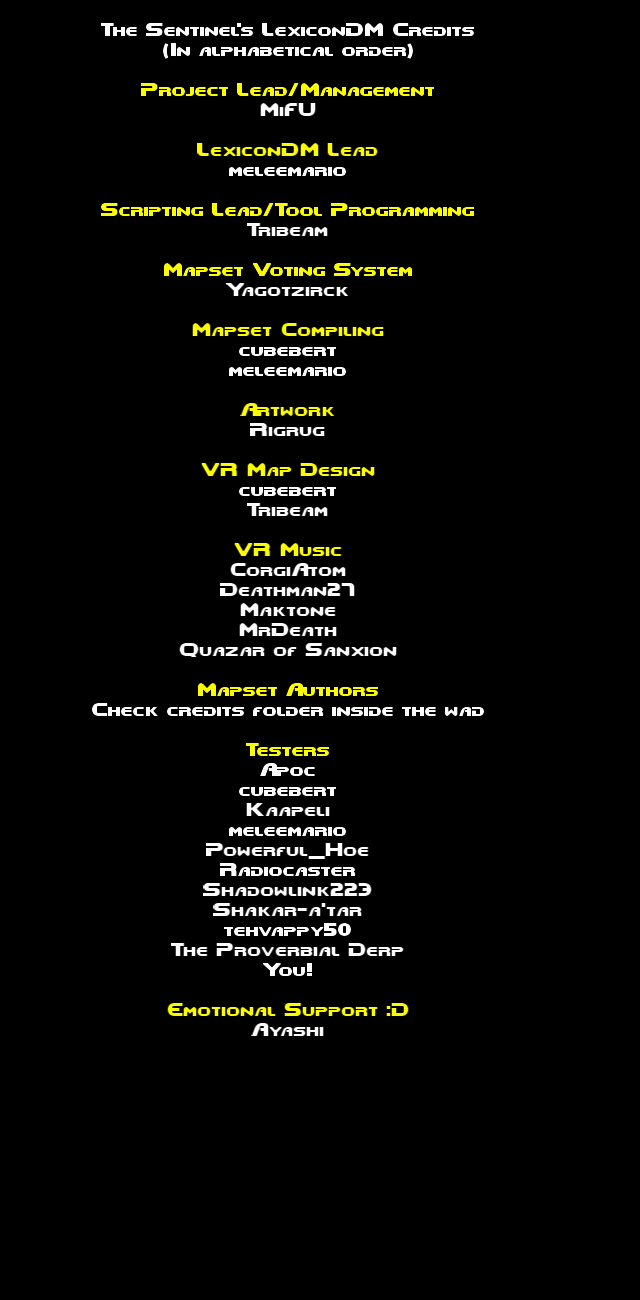 The Sentinel's LexiconDM Credits
(In alphabetical order)
Project Lead/Management
MiFU
LexiconDM Lead
meleemario
Scripting Lead/Tool Programming
Tribeam
Mapset Voting System
Yagotzirck
Mapset Compiling
cubebert
meleemario
Artwork
Rigrug
VR Map Design
cubebert
Tribeam
VR Music
CorgiAtom
Deathman27
Maktone
MrDeath
Quazar of Sanxion
Mapset Authors
Check credits folder inside the wad
Testers
Apoc
cubebert
Kaapeli
meleemario
Powerful_Hoe
Radiocaster
Shadowlink223
Shakar-a'tar
tehvappy50
The Proverbial Derp
You!
Emotional Support :D
Ayashi